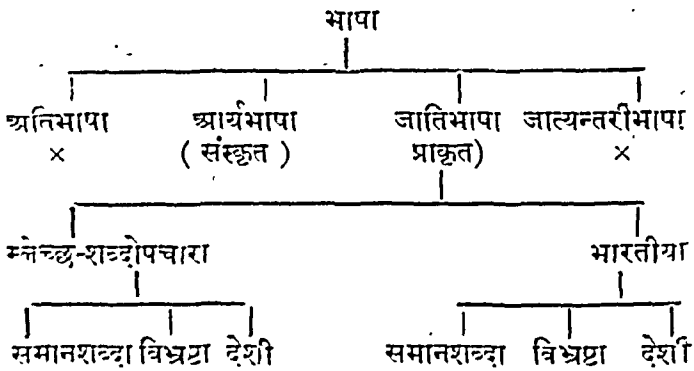 भाषा
अतिभाषा आर्यभाषा जातिभाषा जात्यन्तरीभाषा
× ( संस्कृत ) प्राकृत) ×
म्लेच्छ-शब्दोपचारा भारतीया
समानशब्दा विभ्रष्टा देशी समानशब्दा विभ्रष्टा देशी